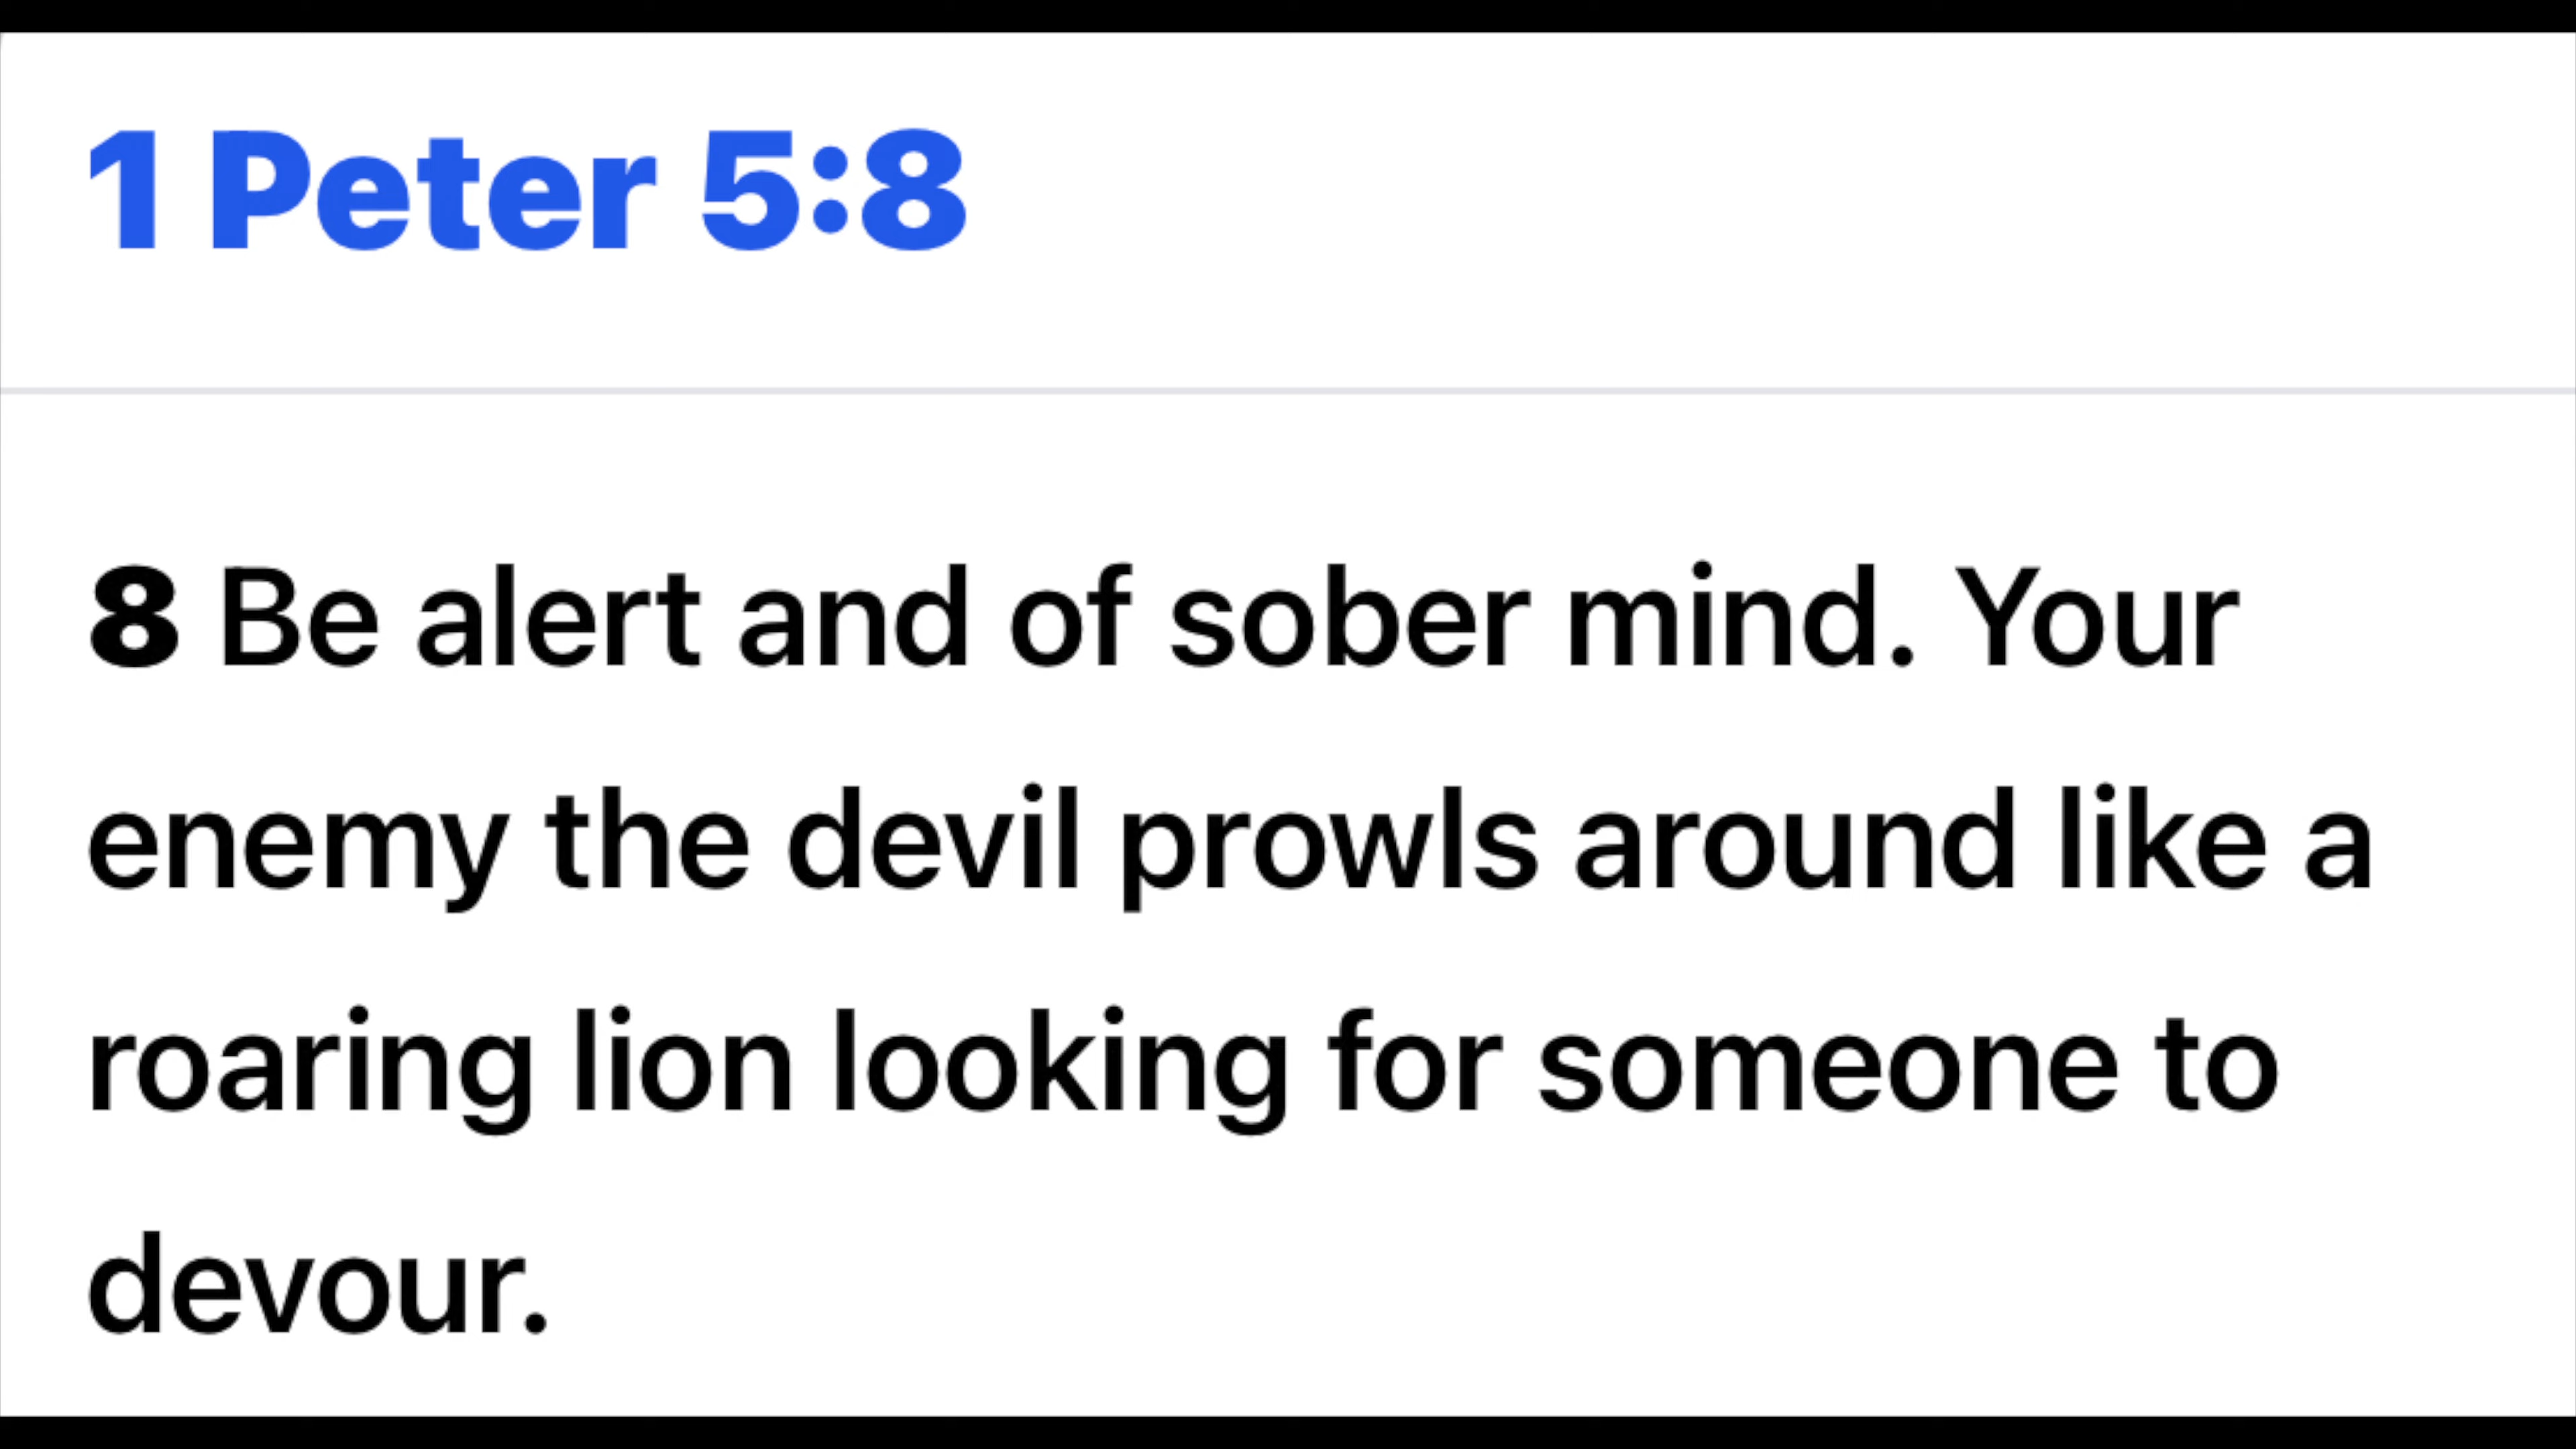 1 Peter 5:8
8 Be alert and of sober mind. Your
enemy the devil prowls around like a
roaring lion looking for someone to
devour.